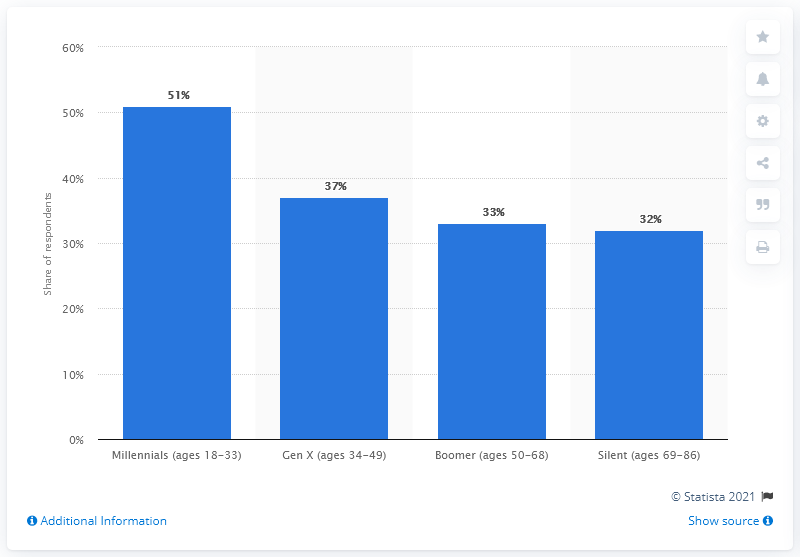 60%
50%
40%
30%
20%
10%
0%
Share of respondents
51%
37%
33%
32%
Millennials (ages 18-33)
Gen X (ages 34-49)
Boomer (ages 50-68)
Silent (ages 69-86)
© Statista 2021
Additional Information
Show source